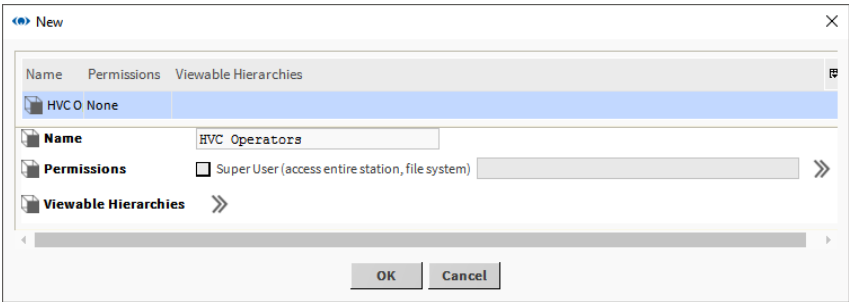 New
Name Permissions Viewable Hierarchies
HVC O None
Name HVC Operators
Permissions Super User (access entire station, file system)
Viewable Hierarchies
OK Cancel